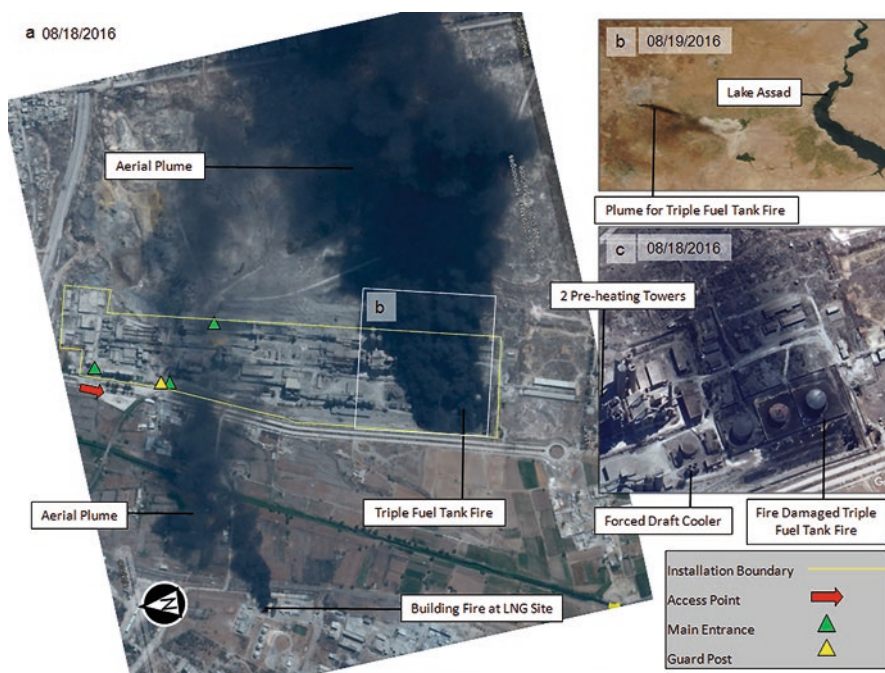 a 08/18/2016
Aerial Plume
b
Aerial Plume
Triple Fuel Tank Fire
Building Fire at LNG Site
N
b 08/19/2016
Lake Assad
Plume for Triple Fuel Tank Fire
c 08/18/2016
2 Pre-heating Towers
Forced Draft Cooler
Fire Damaged Triple
Fuel Tank Fire
G
Installation Boundary
Access Point
Main Entrance
Guard Post